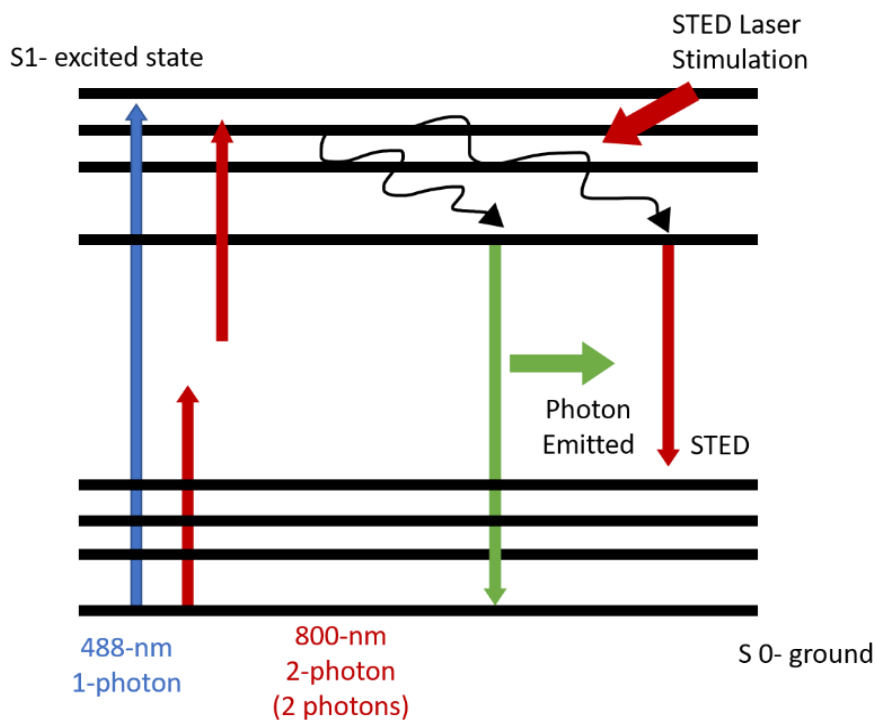 STED Laser
Stimulation
S1- excited state
Photon
Emitted
STED
488-nm
1-photon
800-nm
2-photon
(2 photons)
S 0- ground